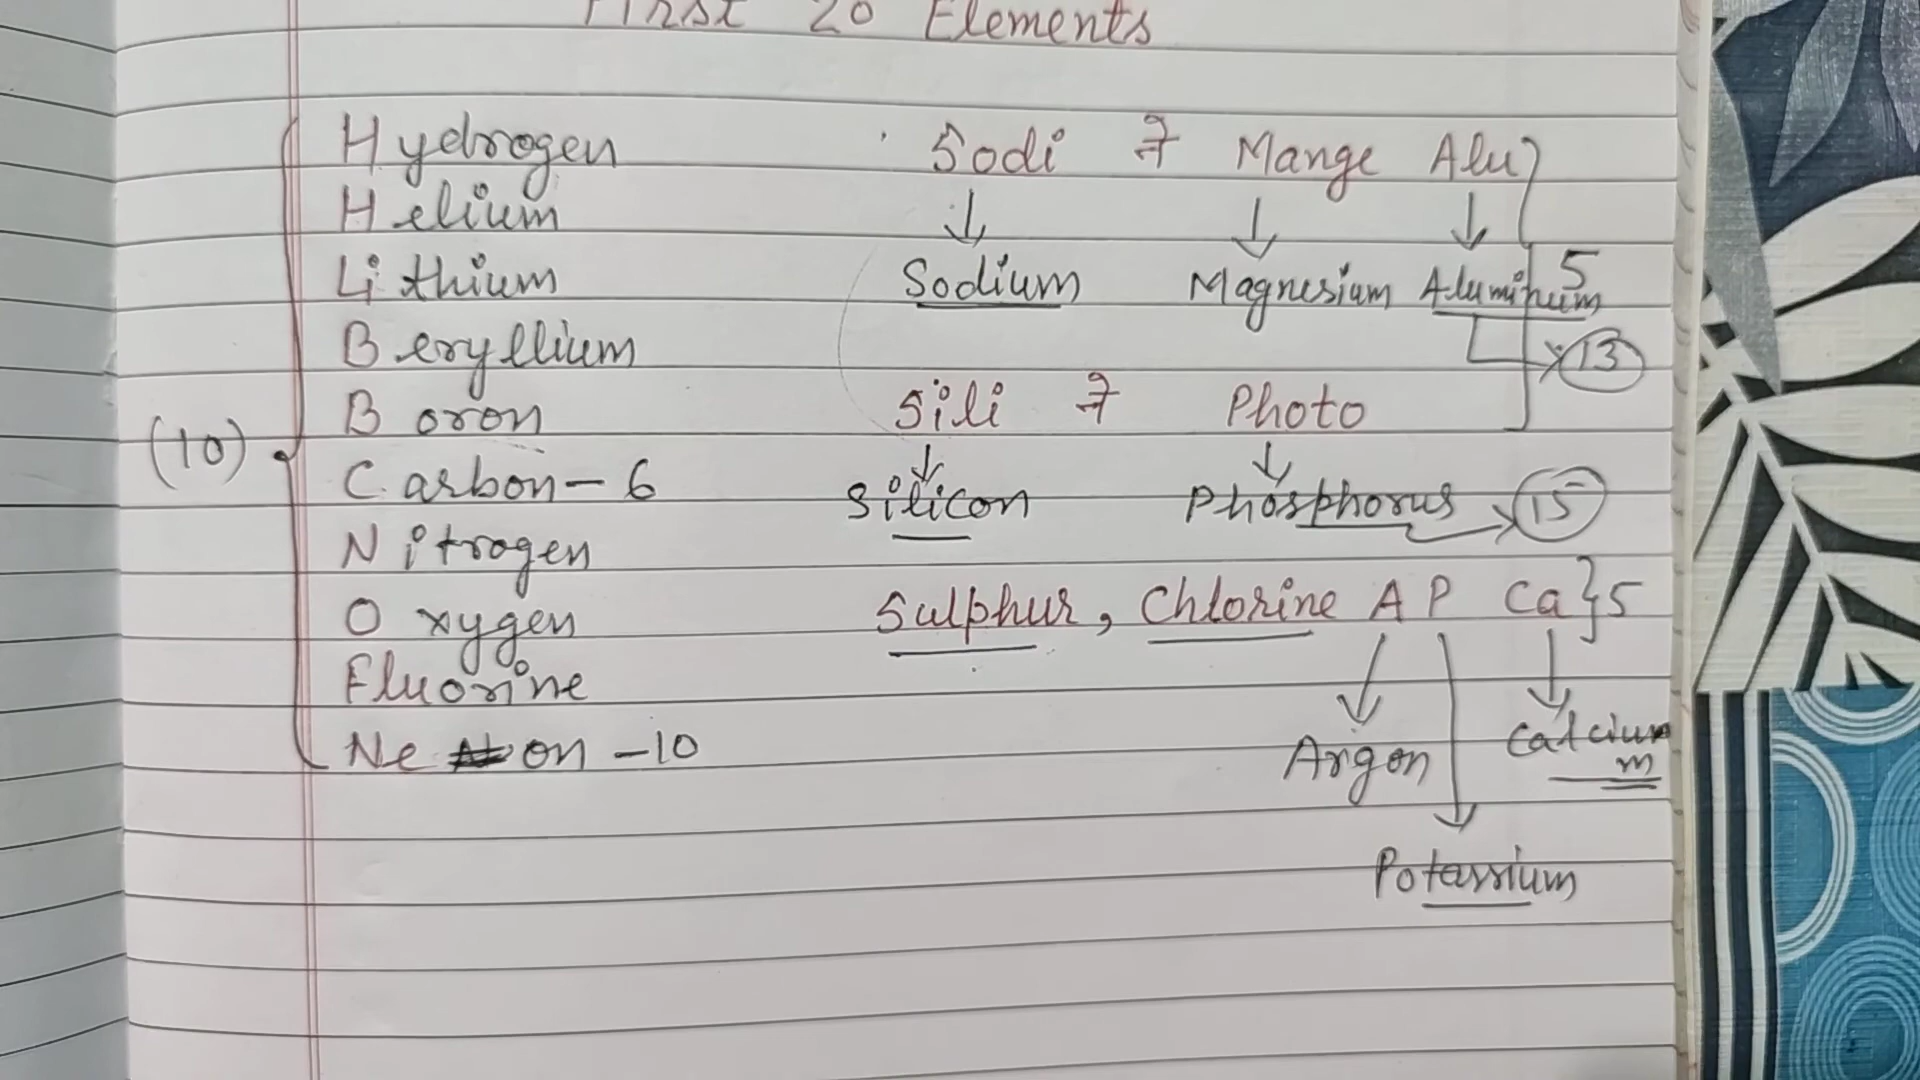 First 20 Elements
Hydrogen
Helium
Lithium
Beryllium
Boron
(10)
Carbon - 6
Nitrogen
Oxygen
Fluorine
Neon - 10
Sodi ने Mange Alu
Sodium Magnesium Aluminum 5
13
Sili ने Photo
Silicon Phosphorus 15
Sulphur, Chlorine A P Ca } 5
Argon Calcium
m
Potassium